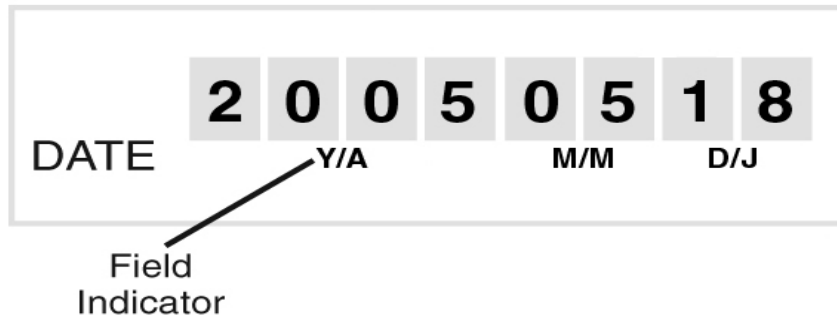 2 0 0 5 0 5 1 8
DATE Y/A M/M D/J
Field
Indicator